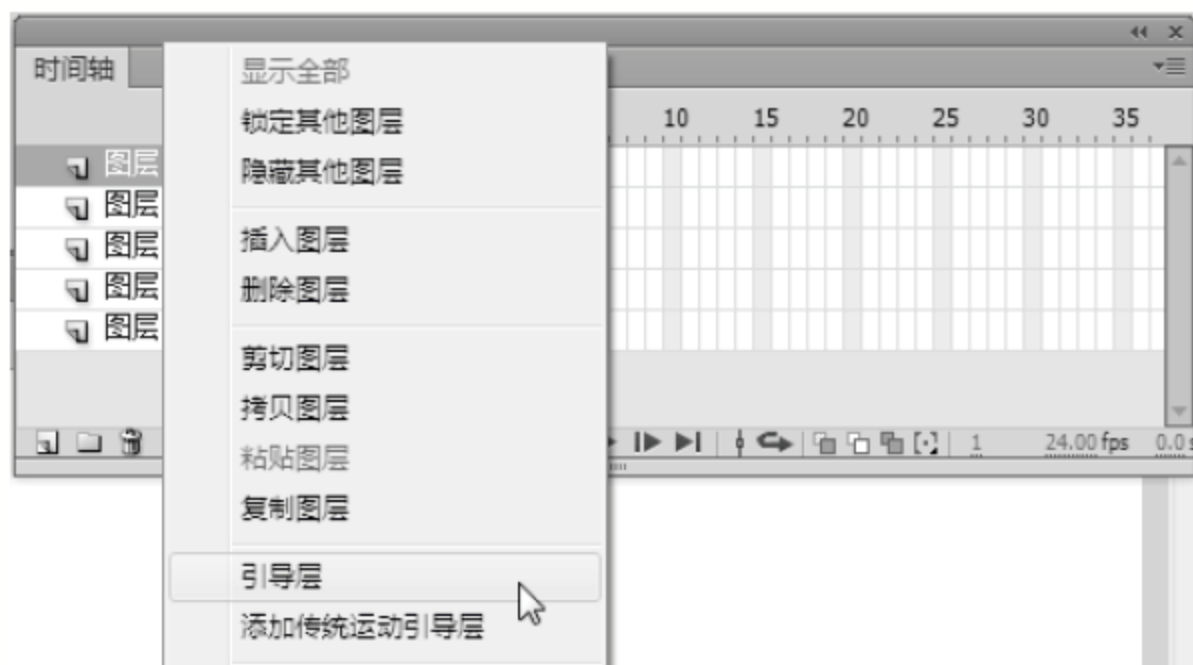 时间轴
10 15 20 25 30 35
图层
图层
图层
图层
图层
显示全部
锁定其他图层
隐藏其他图层
插入图层
删除图层
剪切图层
拷贝图层
粘贴图层
复制图层
引导层
添加传统运动引导层
1 24.00 fps 0.0